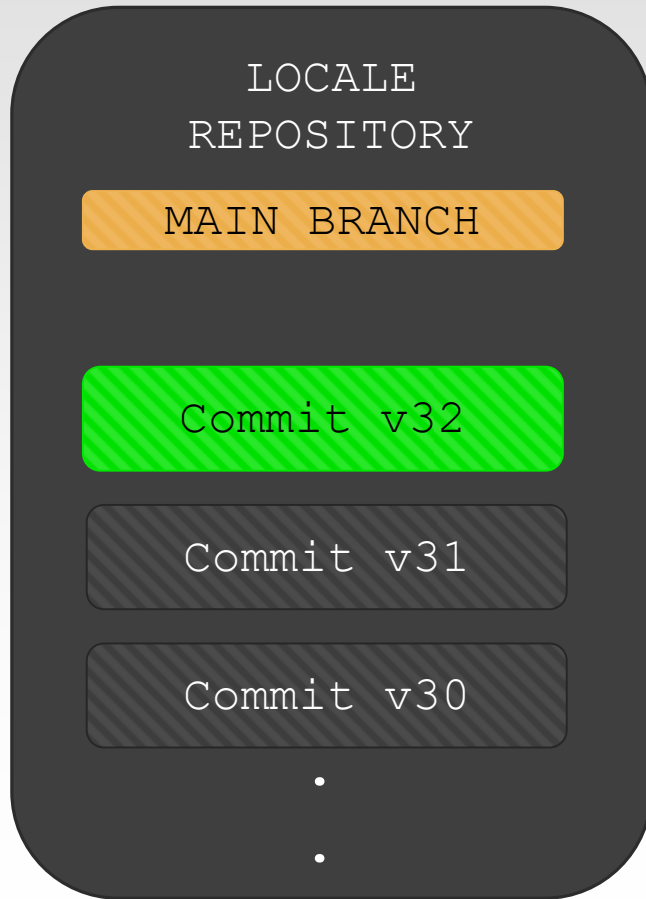 LOCALE
REPOSITORY
MAIN BRANCH
Commit v32
Commit v31
Commit v30
.
.